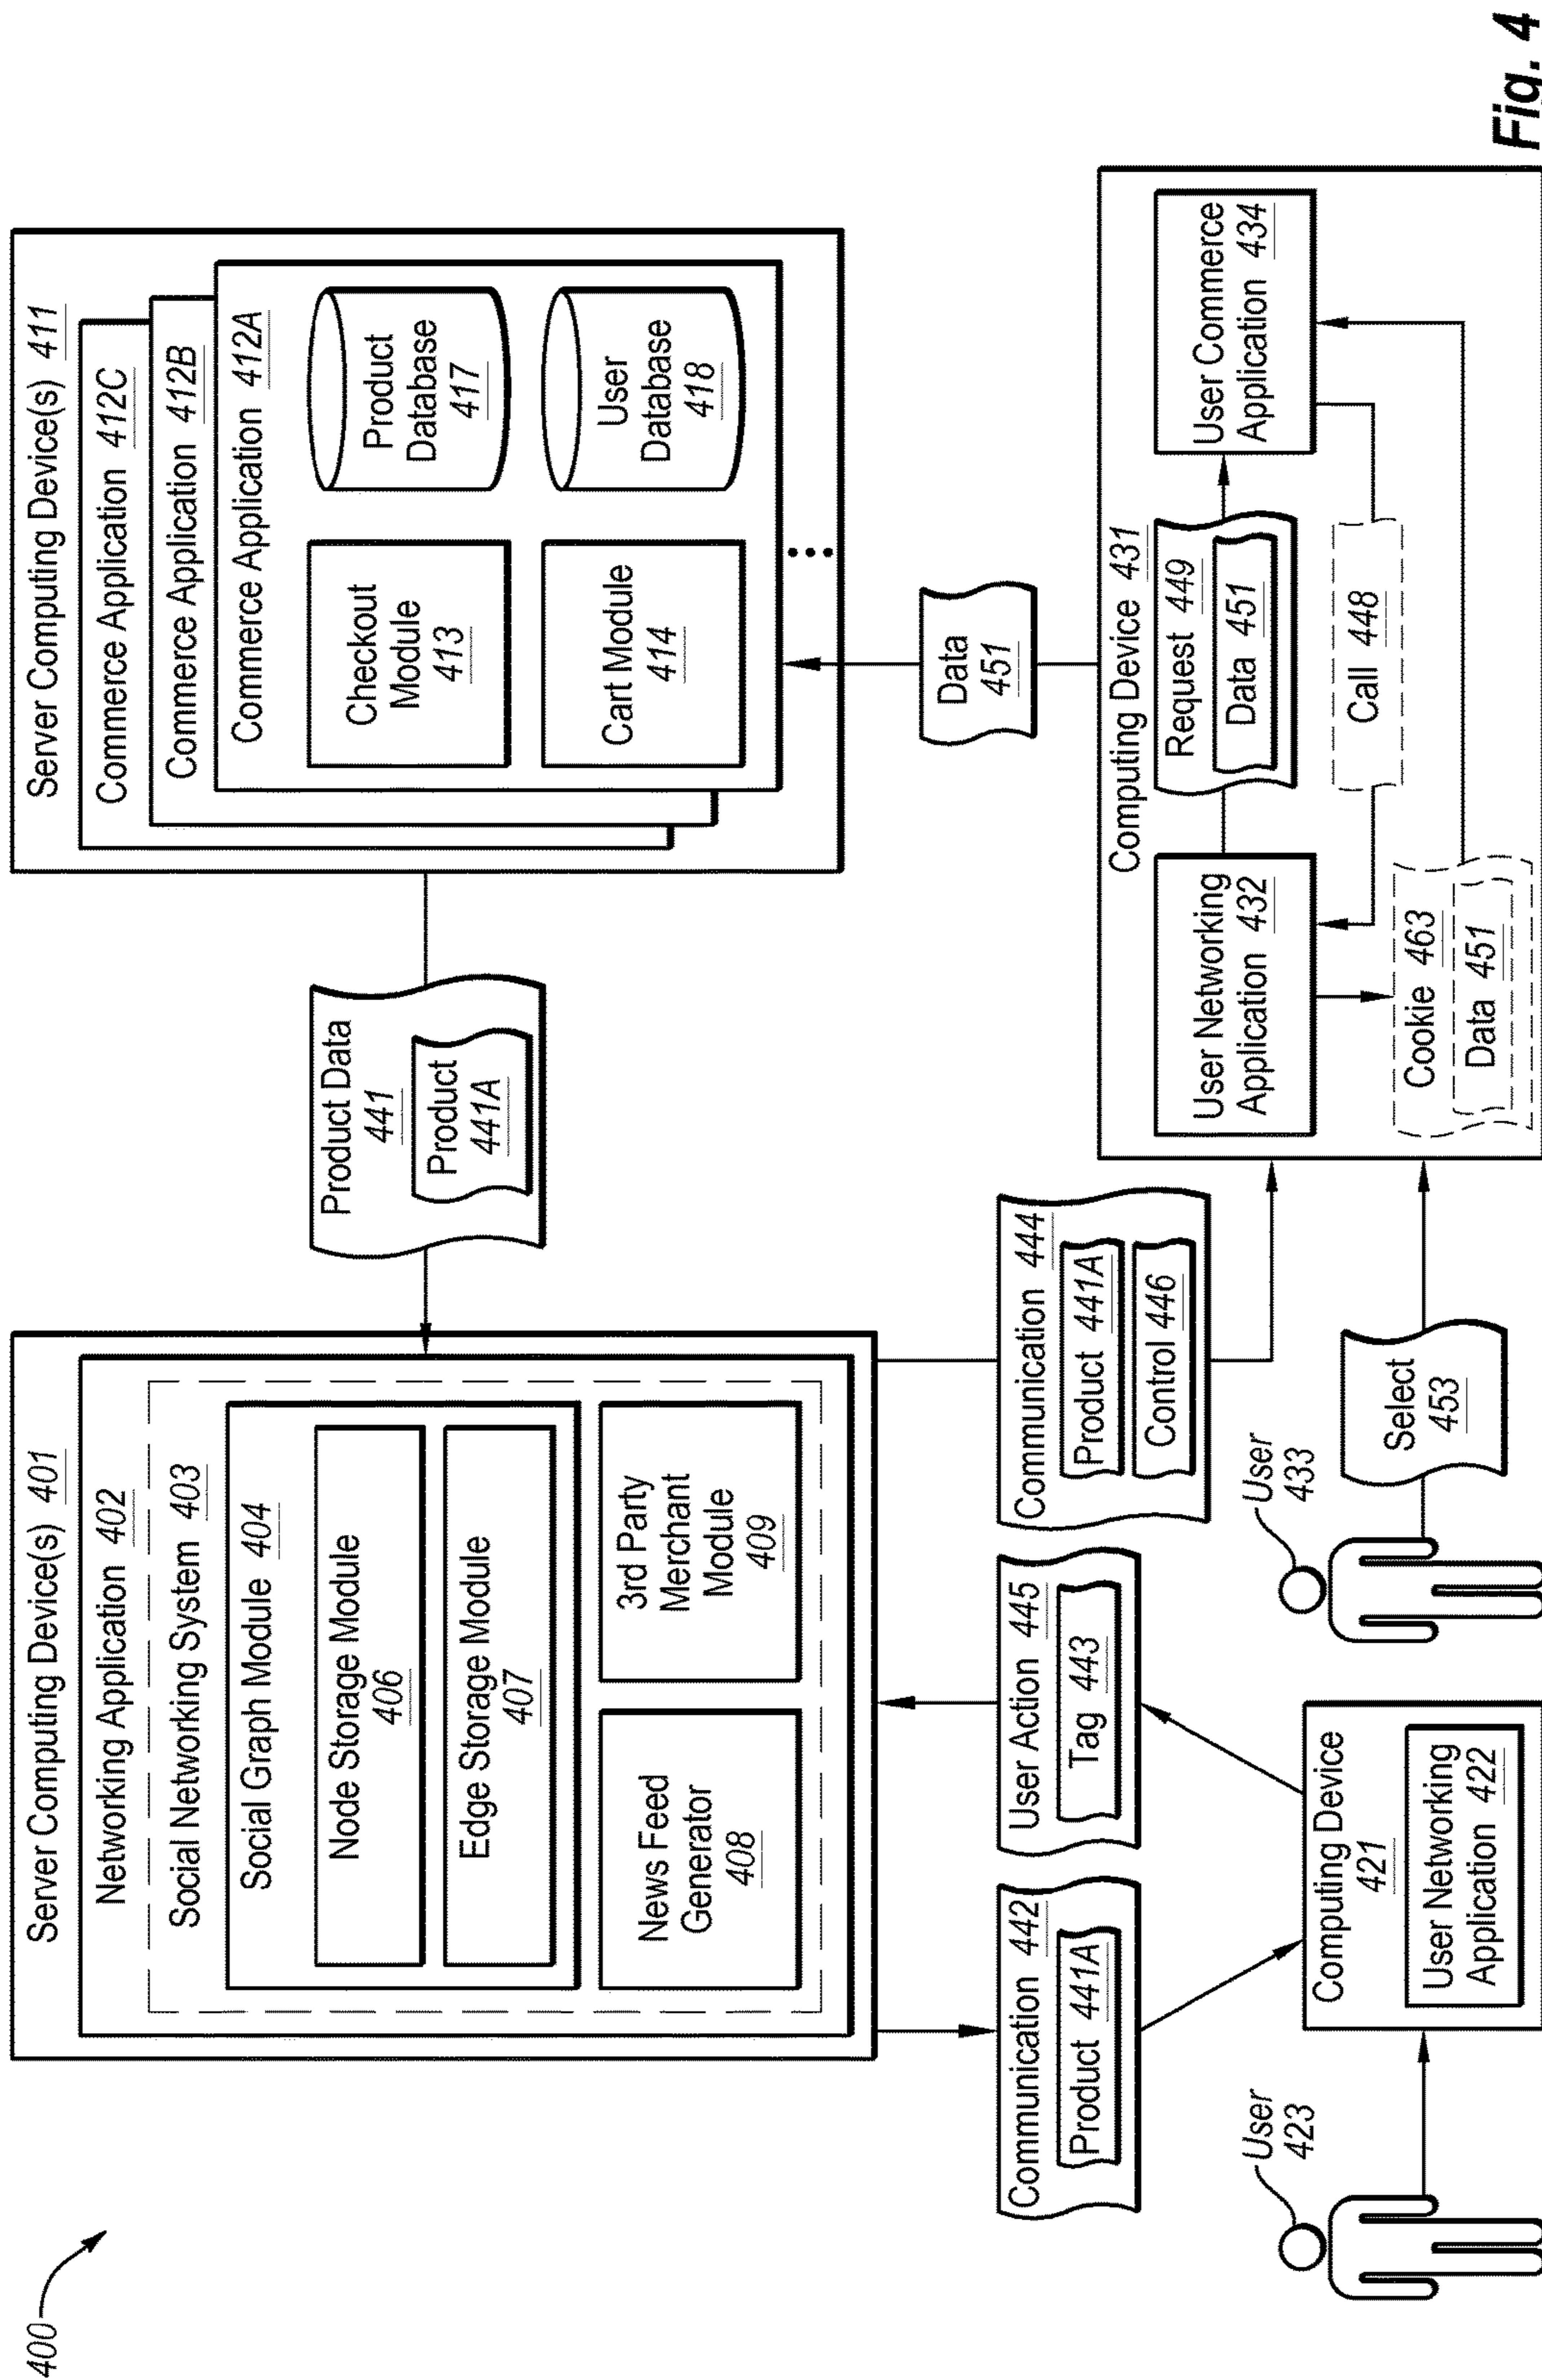 400
Server Computing Device(s) 401
Networking Application 402
Social Networking System 403
Social Graph Module 404
Node Storage Module
406
Edge Storage Module
407
News Feed
Generator
408
3rd Party
Merchant
Module
409
Product Data
441
Product
441A
Server Computing Device(s) 411
Commerce Application 412C
Commerce Application 412B
Commerce Application 412A
Checkout
Module
413
Product
Database
417
Cart Module
414
User
Database
418
...
Communication 442
Product 441A
User Action 445
Tag 443
Communication 444
Product 441A
Control 446
Data
451
User
423
Computing Device
421
User Networking
Application 422
User
433
Select
453
Computing Device 431
User Networking
Application 432
Request 449
Data 451
User Commerce
Application 434
Call 448
Cookie 463
Data 451
Fig. 4